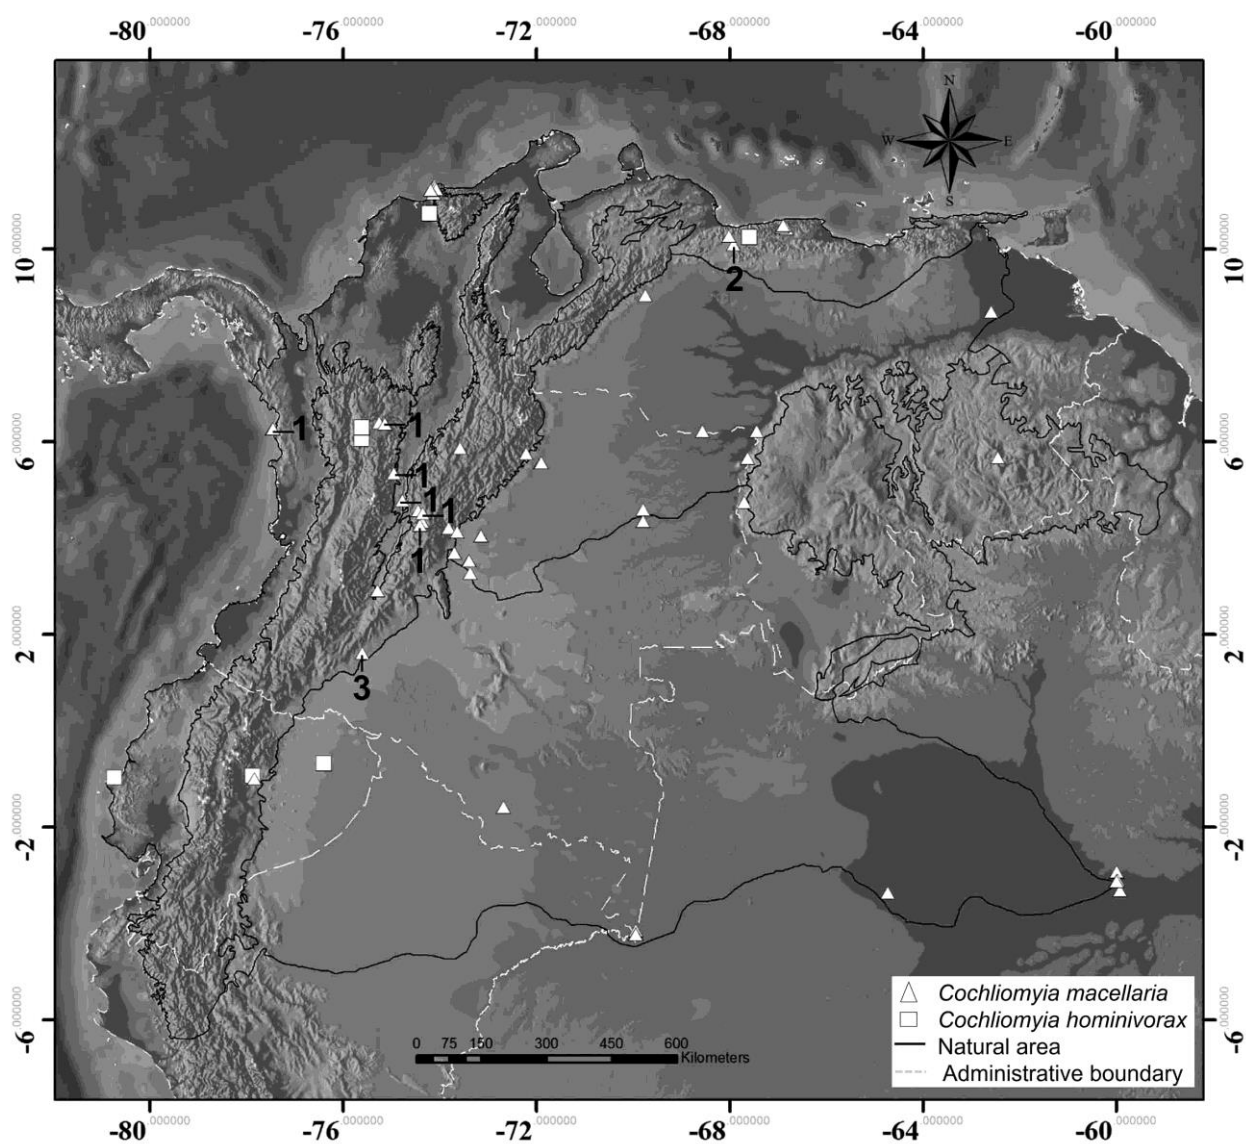 -80.000000 -76.000000 -72.000000 -68.000000 -64.000000 -60.000000
N
W E
S
10.000000 10.000000
2
1 1
6.000000 6.000000
1
1 1
1
2.000000 2.000000
3
-2.000000 -2.000000
Cochliomyia macellaria
Cochliomyia hominivorax
Natural area
Administrative boundary
-6.000000 -6.000000
0 75 150 300 450 600
Kilometers
-80.000000 -76.000000 -72.000000 -68.000000 -64.000000 -60.000000